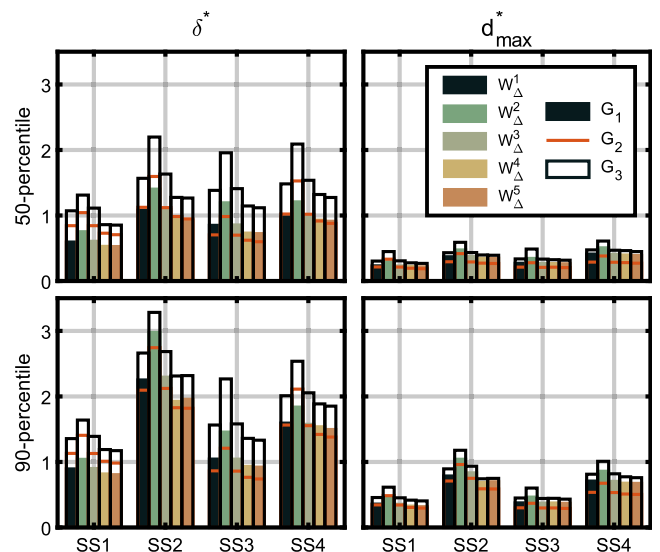 δ* d*max
3
2
1
0
50-percentile
W¹Δ
W²Δ
W³Δ
W⁴Δ
W⁵Δ
G₁
G₂
G₃
3
2
1
0
90-percentile
SS1 SS2 SS3 SS4 SS1 SS2 SS3 SS4